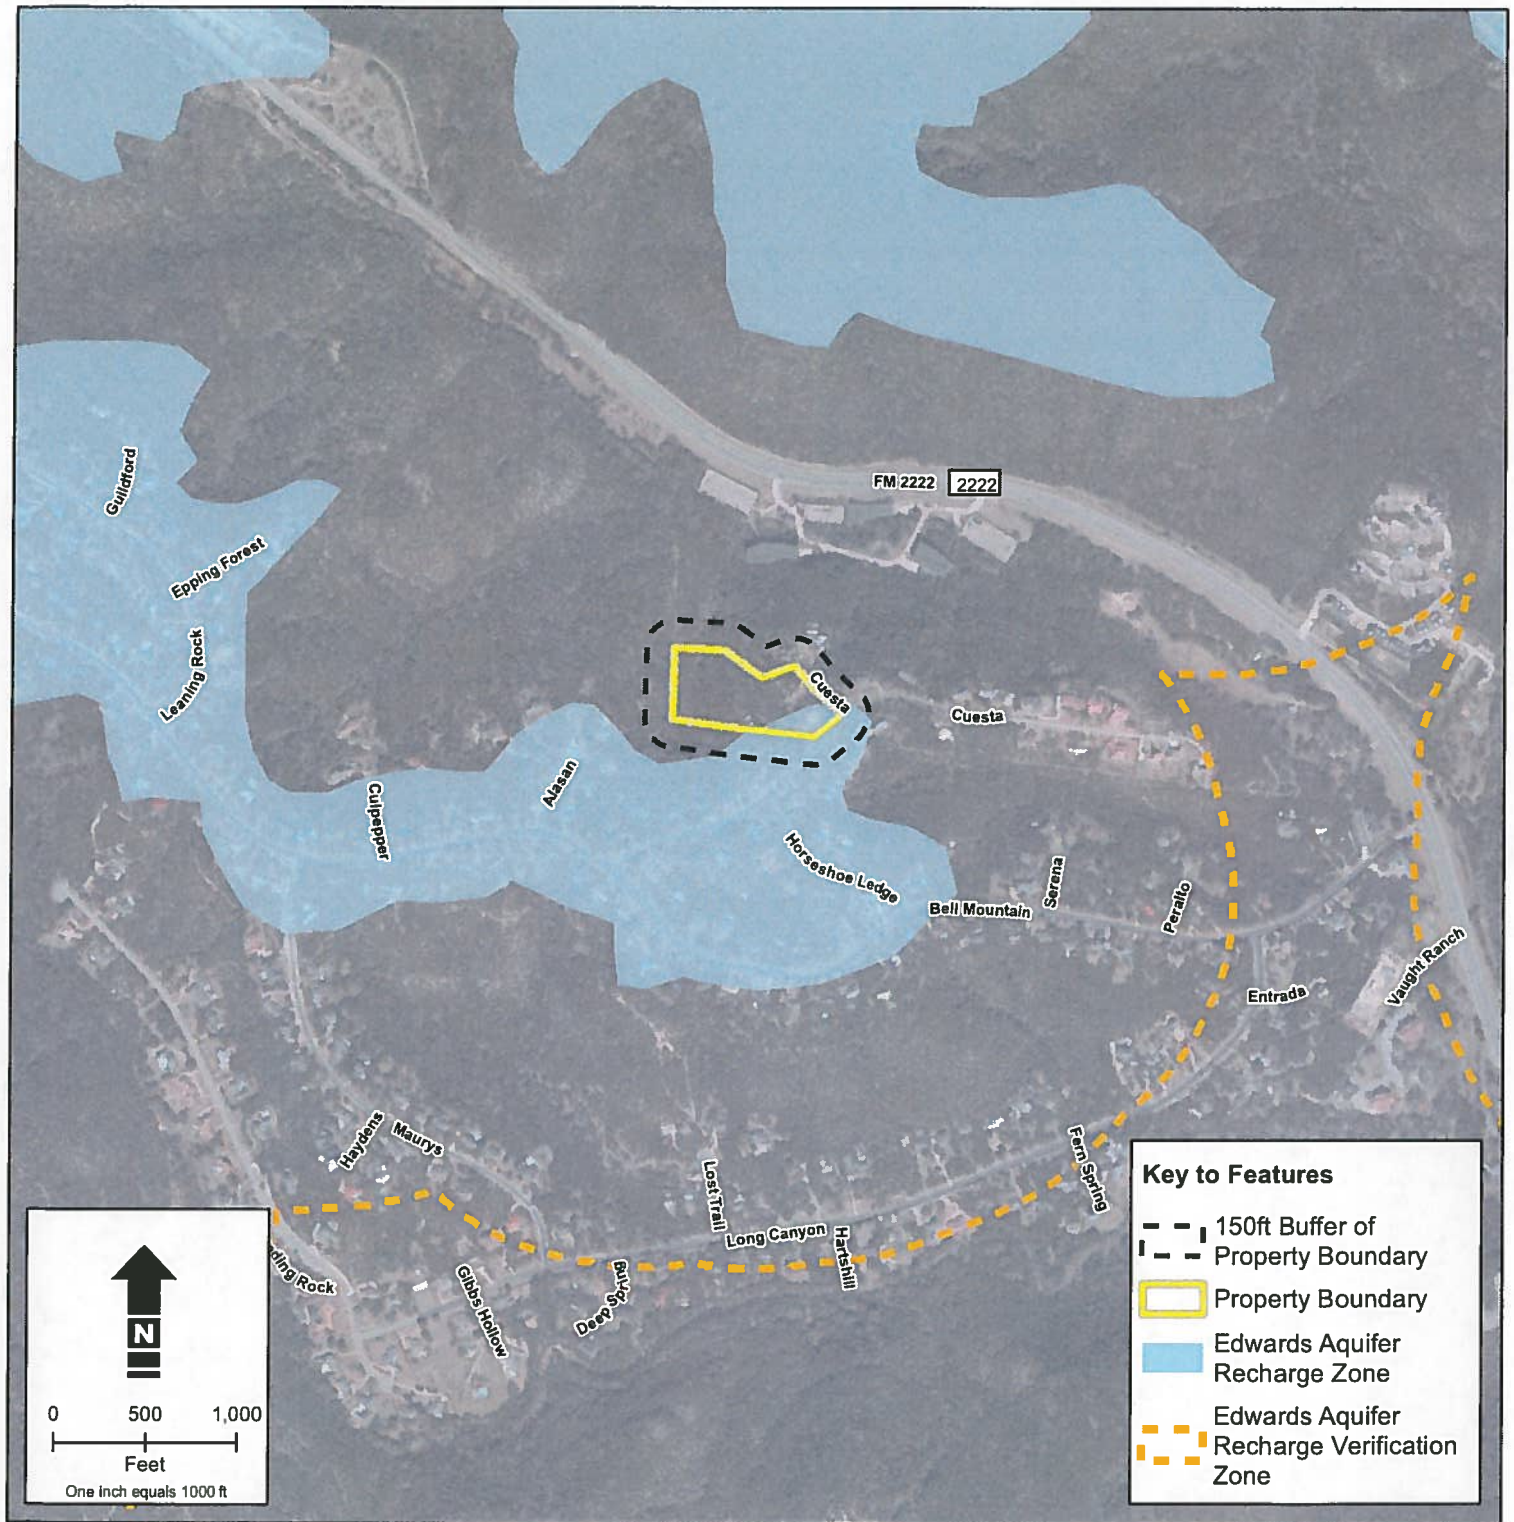 FM 2222
2222
Guildford
Epping Forest
Leaning Rock
Cuesta
Cuesta
Alasan
Culpepper
Horseshoe Ledge
Serena
Bell Mountain
Peralto
Vaught Ranch
Entrada
Haydens
Maurys
Lost Trail
Fern Spring
Long Canyon
Hartshill
ding Rock
Gibbs Hollow
Deep Spr
N
0 500 1,000
Feet
One inch equals 1000 ft
Key to Features
150ft Buffer of
Property Boundary
Property Boundary
Edwards Aquifer
Recharge Zone
Edwards Aquifer
Recharge Verification
Zone